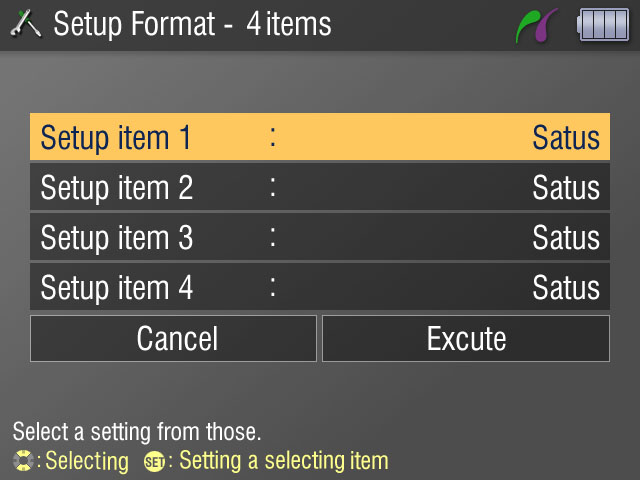 Setup Format - 4 items
Setup item 1 : Satus
Setup item 2 : Satus
Setup item 3 : Satus
Setup item 4 : Satus
Cancel Excute
Select a setting from those.
: Selecting SET : Setting a selecting item